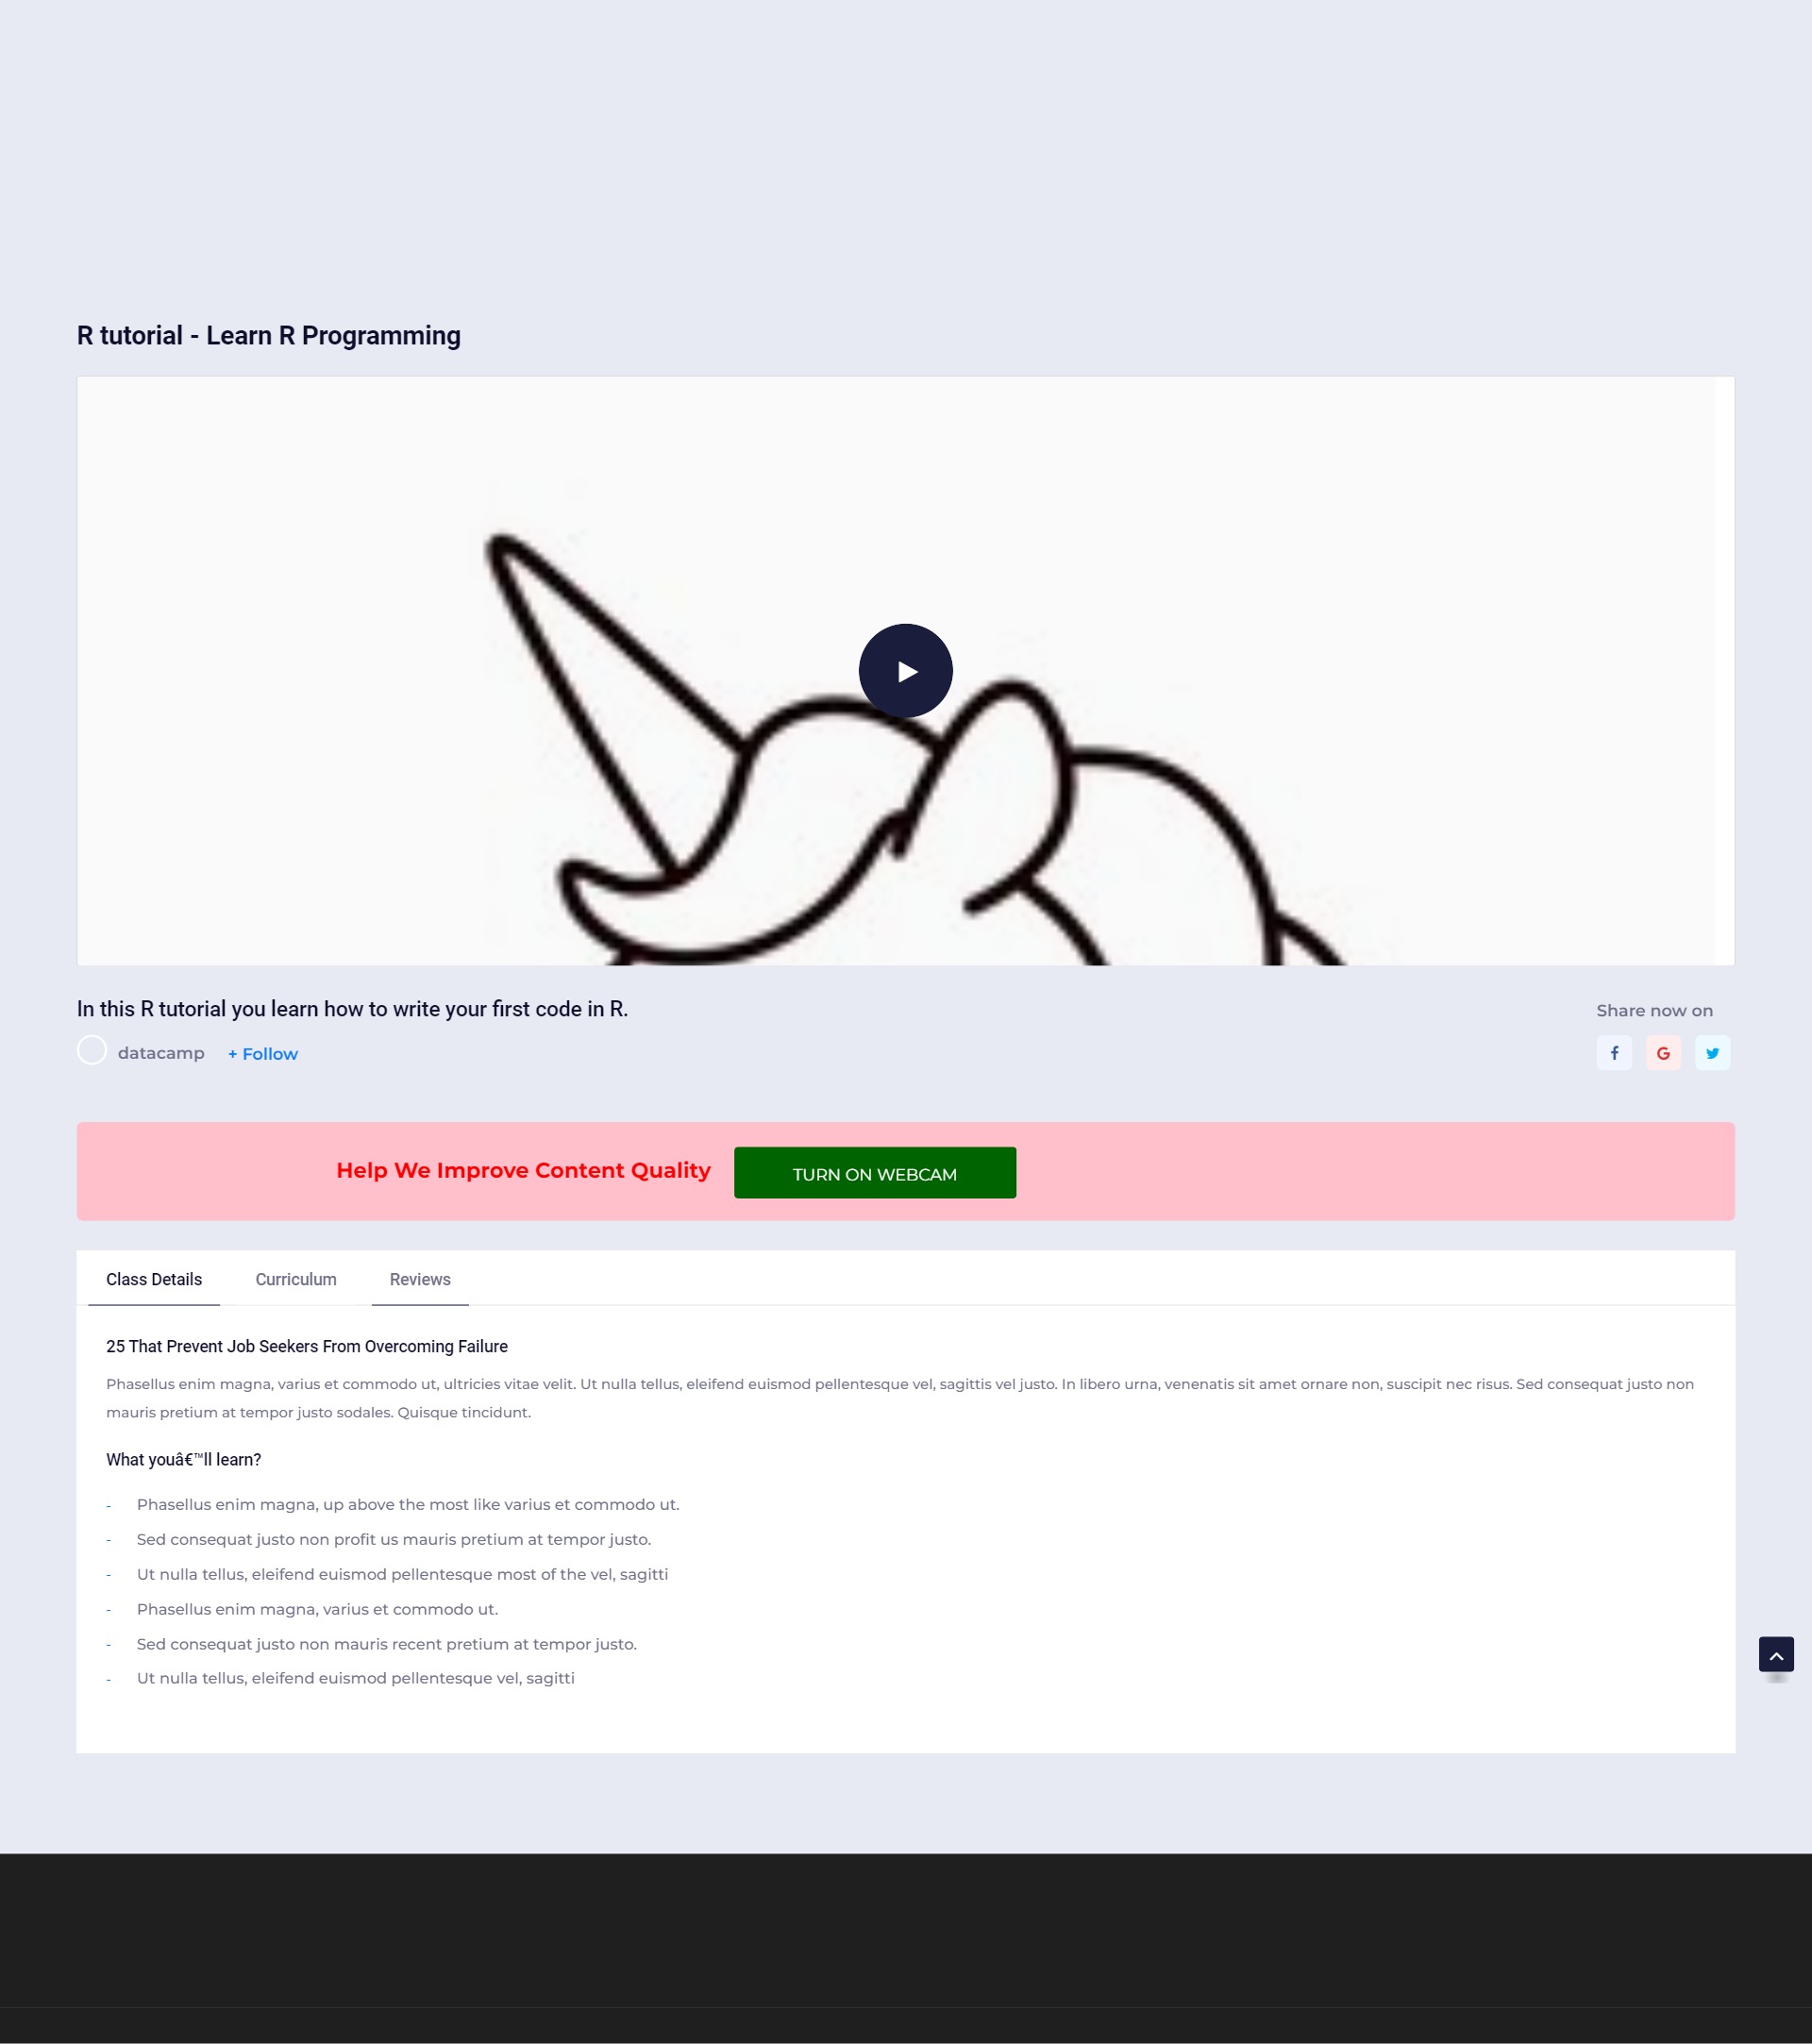 R tutorial - Learn R Programming
In this R tutorial you learn how to write your first code in R.
Share now on
datacamp + Follow
Help We Improve Content Quality TURN ON WEBCAM
Class Details Curriculum Reviews
25 That Prevent Job Seekers From Overcoming Failure
Phasellus enim magna, varius et commodo ut, ultricies vitae velit. Ut nulla tellus, eleifend euismod pellentesque vel, sagittis vel justo. In libero urna, venenatis sit amet ornare non, suscipit nec risus. Sed consequat justo non
mauris pretium at tempor justo sodales. Quisque tincidunt.
What youâ€™ll learn?
- Phasellus enim magna, up above the most like varius et commodo ut.
- Sed consequat justo non profit us mauris pretium at tempor justo.
- Ut nulla tellus, eleifend euismod pellentesque most of the vel, sagitti
- Phasellus enim magna, varius et commodo ut.
- Sed consequat justo non mauris recent pretium at tempor justo.
- Ut nulla tellus, eleifend euismod pellentesque vel, sagitti